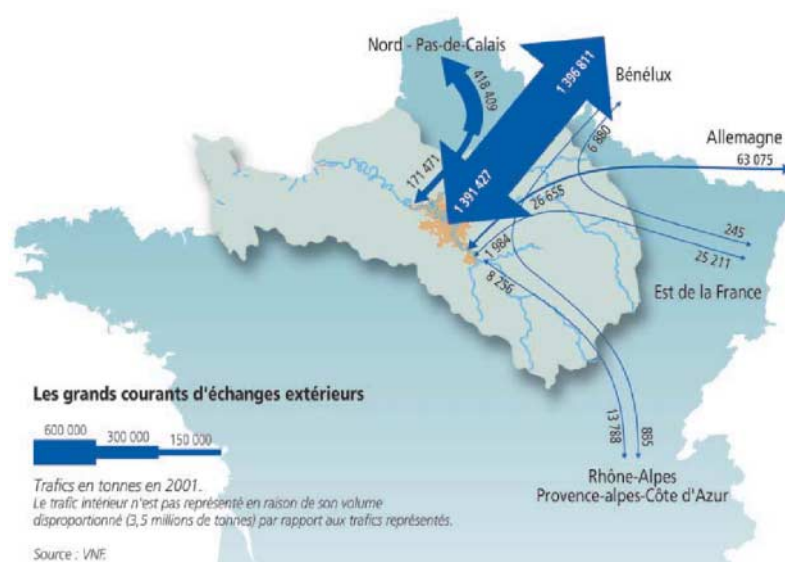 Nord - Pas-de-Calais
418 409
1 396 811
Bénélux
6 880
Allemagne
63 075
171 471
1 391 427
26 655
245
25 211
1 984
8 256
Est de la France
Les grands courants d'échanges extérieurs
600 000
300 000
150 000
13 788
885
Trafics en tonnes en 2001.
Le trafic intérieur n'est pas représenté en raison de son volume
disproportionné (3,5 millions de tonnes) par rapport aux trafics représentés.
Rhône-Alpes
Provence-alpes-Côte d'Azur
Source : VNF.